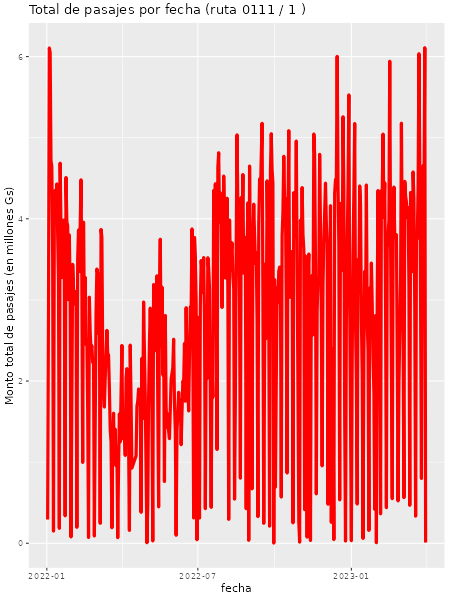 Total de pasajes por fecha (ruta 0111 / 1 )
Monto total de pasajes (en millones Gs)
6
4
2
0
2022-01 2022-07 2023-01
fecha